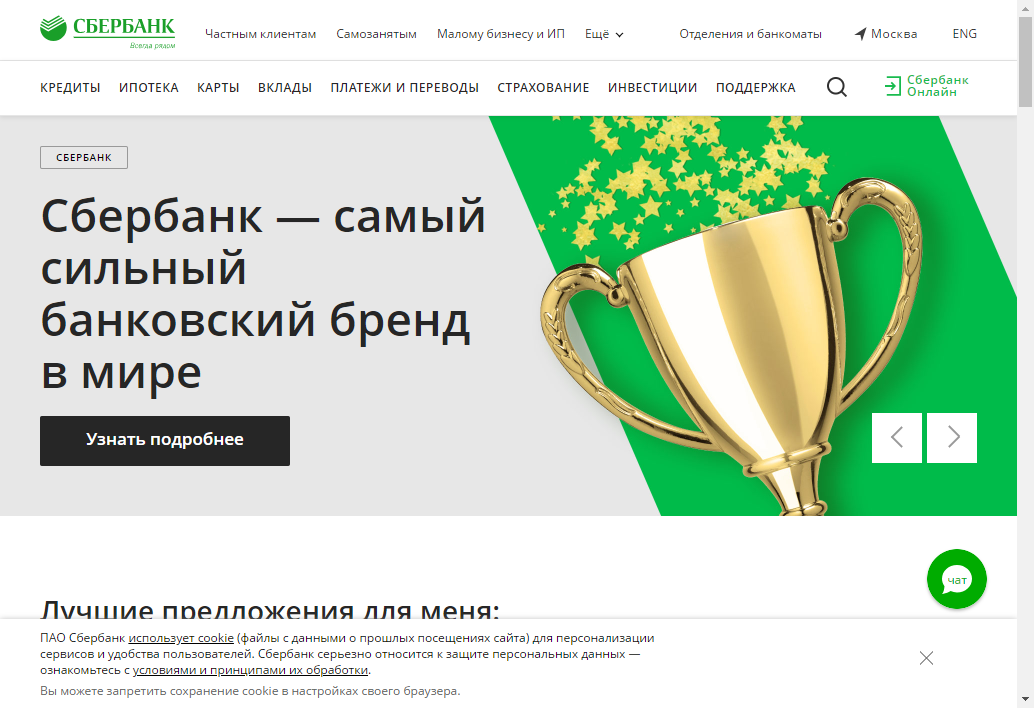 СБЕРБАНК
Всегда рядом
Частным клиентам Самозанятым Малому бизнесу и ИП Ещё Отделения и банкоматы Москва ENG
КРЕДИТЫ ИПОТЕКА КАРТЫ ВКЛАДЫ ПЛАТЕЖИ И ПЕРЕВОДЫ СТРАХОВАНИЕ ИНВЕСТИЦИИ ПОДДЕРЖКА
Сбербанк
Онлайн
СБЕРБАНК
Сбербанк — самый
сильный
банковский бренд
в мире
Узнать подробнее
чат
Лучшие предложения для меня:
ПАО Сбербанк использует cookie (файлы с данными о прошлых посещениях сайта) для персонализации
сервисов и удобства пользователей. Сбербанк серьезно относится к защите персональных данных —
ознакомьтесь с условиями и принципами их обработки.
Вы можете запретить сохранение cookie в настройках своего браузера.